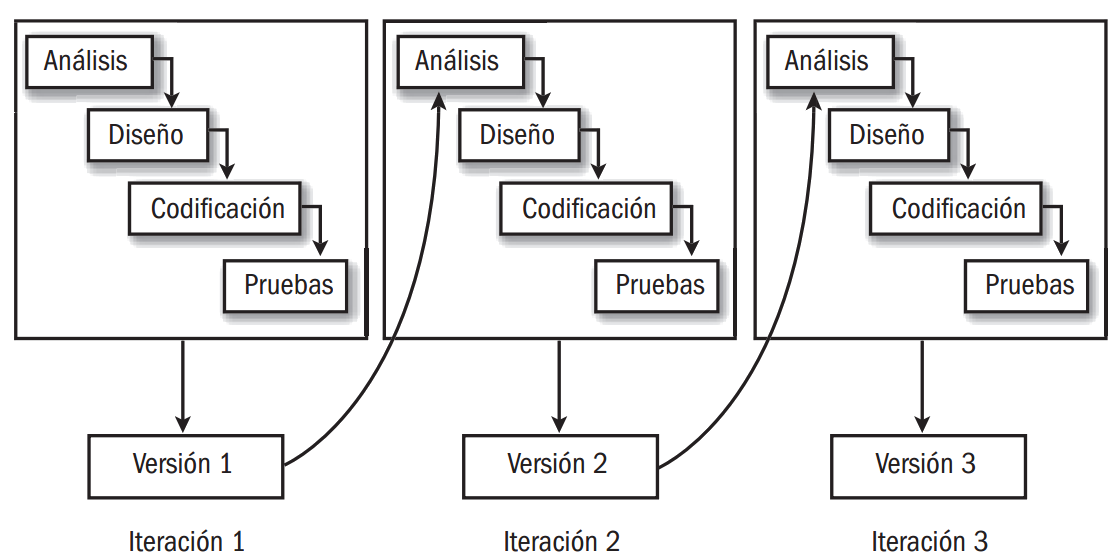 Análisis
Diseño
Codificación
Pruebas
Versión 1
Iteración 1
Análisis
Diseño
Codificación
Pruebas
Versión 2
Iteración 2
Análisis
Diseño
Codificación
Pruebas
Versión 3
Iteración 3